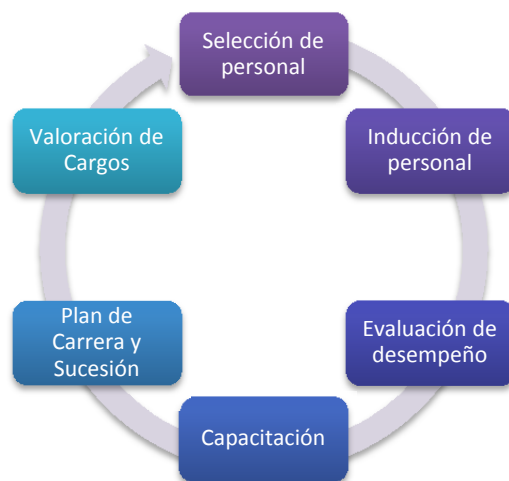 Selección de
personal
Inducción de
personal
Evaluación de
desempeño
Capacitación
Plan de
Carrera y
Sucesión
Valoración de
Cargos